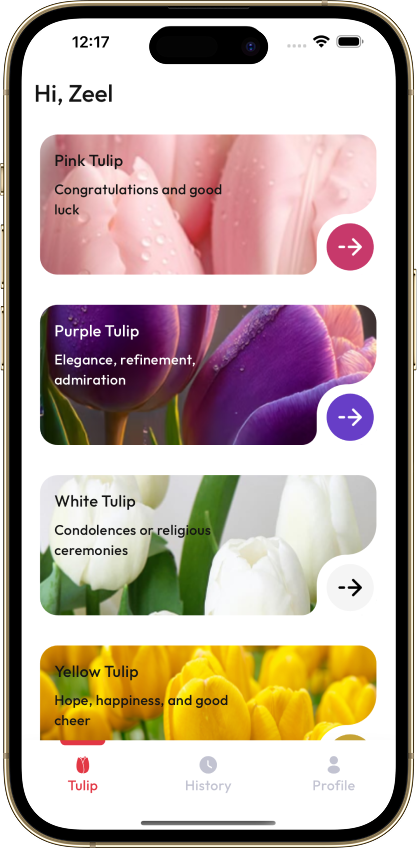 12:17
Hi, Zeel
Pink Tulip
Congratulations and good
luck
Purple Tulip
Elegance, refinement,
admiration
White Tulip
Condolences or religious
ceremonies
Yellow Tulip
Hope, happiness, and good
cheer
Tulip
History
Profile